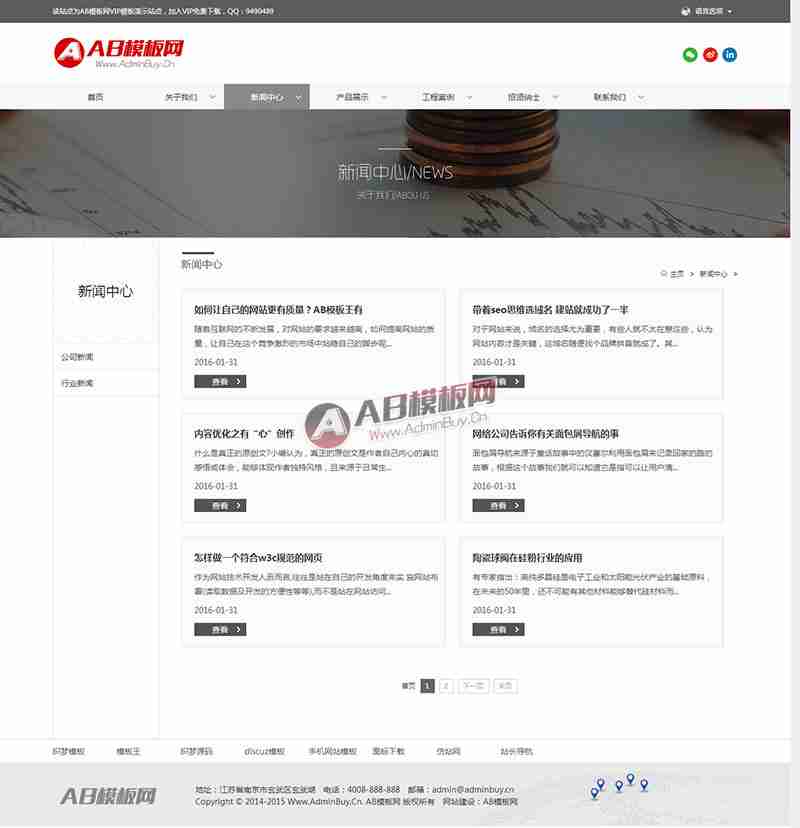 该站点为AB模板网VIP模板演示站点，加入VIP免费下载，QQ：9490489
语言选项
AB模板网
Www.AdminBuy.Cn
首页 关于我们 新闻中心 产品展示 工程案例 招贤纳士 联系我们
新闻中心/NEWS
关于我们/ABOU US
新闻中心
公司新闻
行业新闻
新闻中心
主页 > 新闻中心 >
如何让自己的网站更有质量？AB模板王有
随着互联网的不断发展，对网站的要求越来越高，如何提高网站的质
量，让自己在这个竞争激烈的市场中站稳自己的脚步呢...
2016-01-31
查看
带着seo思维选域名 建站就成功了一半
对于网站来说，域名的选择尤为重要，有些人就不太在意这些，认为
网站内容才是关键，这域名随便找个品牌拼音就成了。其...
2016-01-31
查看
内容优化之有“心”创作
什么是真正的原创文?小编认为，真正的原创文是作者自己内心的真切
感悟或体会，能够体现作者独特风格，且来源于日常生...
2016-01-31
查看
网络公司告诉你有关面包屑导航的事
面包屑导航来源于童话故事中的汉塞尔利用面包屑来记录回家的路的
故事，根据这个故事我们就可以知道它是指可以让用户清...
2016-01-31
查看
怎样做一个符合w3c规范的网页
作为网站技术开发人员而言,往往是站在自己的开发角度来实 施网站布
署(读取数据及开发的方便性等等),而不是站在网站访问...
2016-01-31
查看
陶瓷球阀在硅粉行业的应用
有专家指出：高纯多晶硅是电子工业和太阳能光伏产业的基础原料，
在未来的50年里，还不可能有其他材料能够替代硅材料而...
2016-01-31
查看
AB模板网
Www.AdminBuy.Cn
首页 1 2 下一页 末页
织梦模板 模板王 织梦源码 discuz模板 手机网站模板 图标下载 仿站网 站长导航
AB模板网
地址：江苏省南京市玄武区玄武湖 电话：4008-888-888 邮箱：admin@adminbuy.cn
Copyright © 2014-2015 Www.AdminBuy.Cn. AB模板网 版权所有 网站建设：AB模板网